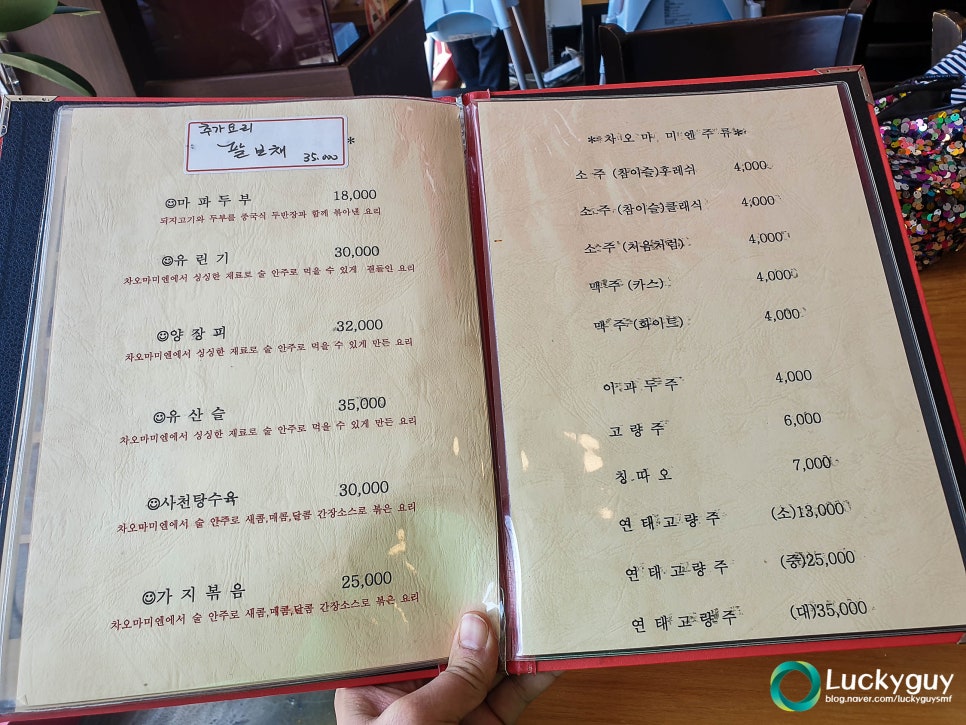 추가요리
팔보채 35.000
*
☺마 파 두 부 18,000
돼지고기와 두부를 중국식 두반장과 함께 볶아낸 요리
☺유 린 기 30,000
차오마미엔에서 싱싱한 재료로 술 안주로 먹을 수 있게 만든 요리
☺양 장 피 32,000
차오마미엔에서 싱싱한 재료로 술 안주로 먹을 수 있게 만든 요리
☺유 산 슬 35,000
차오마미엔에서 싱싱한 재료로 술 안주로 먹을 수 있게 만든 요리
☺사천탕수육 30,000
차오마미엔에서 술 안주로 새콤,매콤,달콤 간장소스로 볶은 요리
☺가 지 볶 음 25,000
차오마미엔에서 술 안주로 새콤,매콤,달콤 간장소스로 볶은 요리
*차 오 마 미 엔 주 류*
소 주 (참이슬)후레쉬 4,000
소 주 (참이슬)클래식 4,000
소 주 (처음처럼) 4,000
맥 주 (카스) 4,000
맥 주 (화이트) 4,000
이 과 두 주 4,000
고 량 주 6,000
칭 따 오 7,000
연 태 고 량 주 (소)13,000
연 태 고 량 주 (중)25,000
연 태 고 량 주 (대)35,000
Luckyguy
blog.naver.com/luckyguysmf